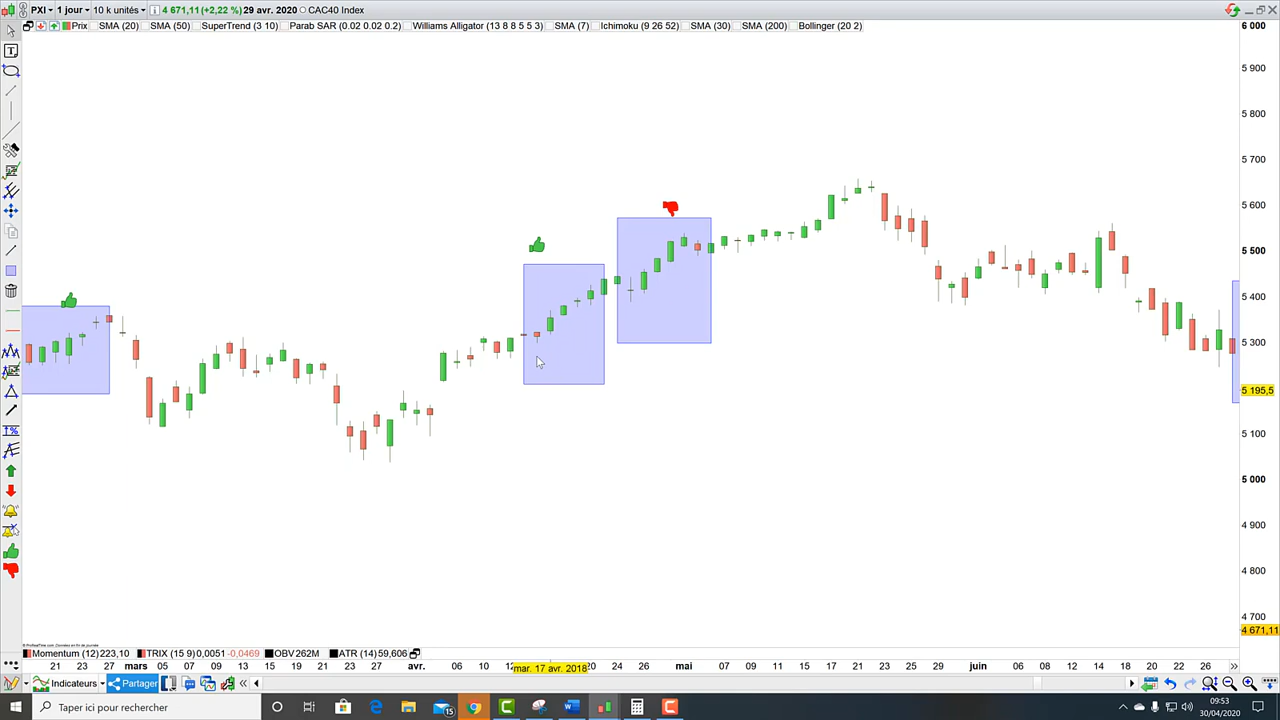 PXI 1 jour 10 k unités 4 671,11 (+2,22 %) 29 avr. 2020 CAC40 Index
Prix SMA (20) SMA (50) SuperTrend (3 10) Parab SAR (0.02 0.02 0.2) Williams Alligator (13 8 8 5 5 3) SMA (7) Ichimoku (9 26 52) SMA (30) SMA (200) Bollinger (20 2)
6 000
5 900
5 800
5 700
5 600
5 500
5 400
5 300
5 195,5
5 100
5 000
4 900
4 800
4 700
4 671,11
© ProRealTime.com Données en fin de journée
Momentum (12) 223,10 TRIX (15 9) 0,0051 -0,0469 OBV 262M ATR (14) 59,606
21 27 mars 05 07 09 13 15 19 21 23 27 avr. 06 10 12 mar. 17 avr. 2018 20 24 26 mai 07 09 11 15 17 21 23 25 29 juin 06 08 12 14 18 20 22 26
Indicateurs Partager
Taper ici pour rechercher
15
09:53
30/04/2020